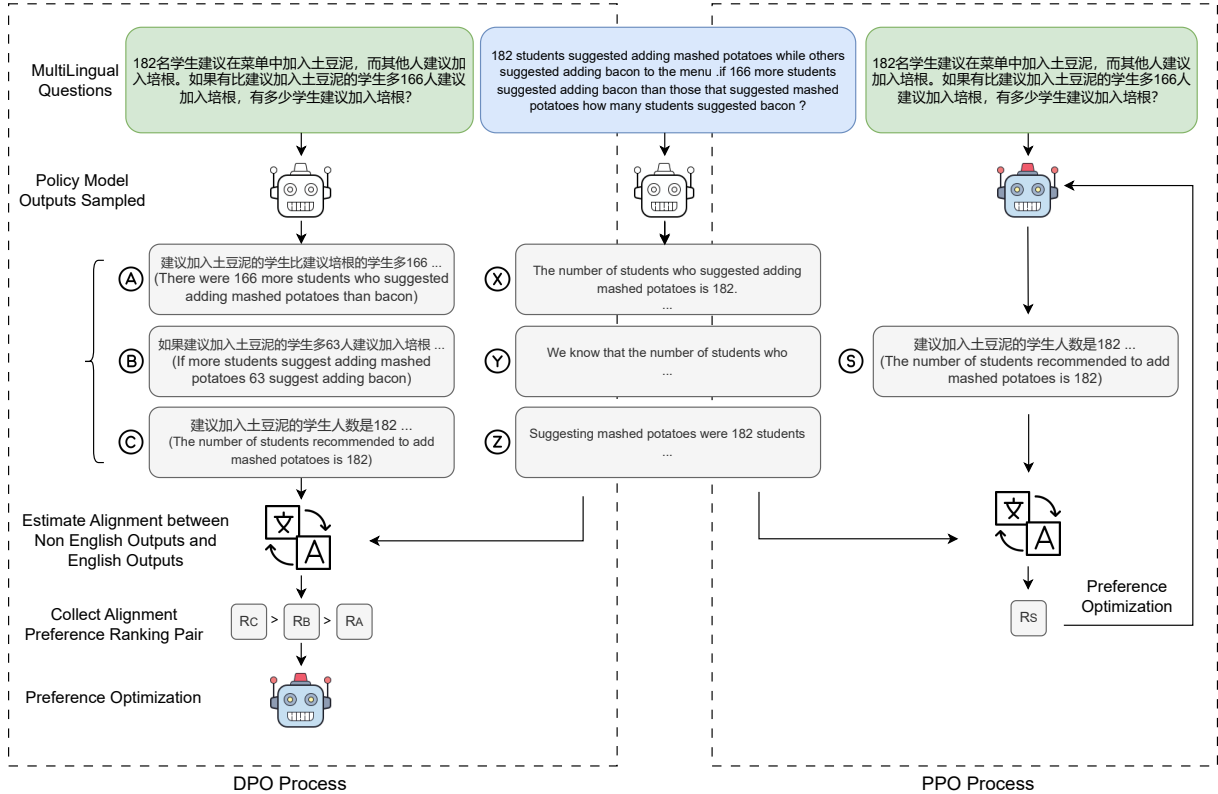 MultiLingual
Questions
182名学生建议在菜单中加入土豆泥，而其他人建议加
入培根。如果有比建议加入土豆泥的学生多166人建议
加入培根，有多少学生建议加入培根？
182 students suggested adding mashed potatoes while others
suggested adding bacon to the menu .if 166 more students
suggested adding bacon than those that suggested mashed
potatoes how many students suggested bacon ?
182名学生建议在菜单中加入土豆泥，而其他人建议加
入培根。如果有比建议加入土豆泥的学生多166人建议
加入培根，有多少学生建议加入培根？
Policy Model
Outputs Sampled
A
建议加入土豆泥的学生比建议培根的学生多166 ...
(There were 166 more students who suggested
adding mashed potatoes than bacon)
B
如果建议加入土豆泥的学生多63人建议加入培根 ...
(If more students suggest adding mashed
potatoes 63 suggest adding bacon)
C
建议加入土豆泥的学生人数是182 ...
(The number of students recommended to add
mashed potatoes is 182)
X
The number of students who suggested adding
mashed potatoes is 182.
...
Y
We know that the number of students who
...
Z
Suggesting mashed potatoes were 182 students
...
S
建议加入土豆泥的学生人数是182 ...
(The number of students recommended to add
mashed potatoes is 182)
Estimate Alignment between
Non English Outputs and
English Outputs
文
A
文
A
Collect Alignment
Preference Ranking Pair
RC > RB > RA
RS
Preference
Optimization
Preference Optimization
DPO Process
PPO Process